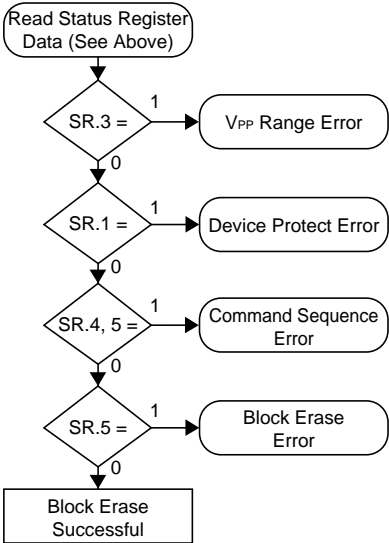 Read Status Register
Data (See Above)
SR.3 =
1
VPP Range Error
0
SR.1 =
1
Device Protect Error
0
SR.4, 5 =
1
Command Sequence
Error
0
SR.5 =
1
Block Erase
Error
0
Block Erase
Successful